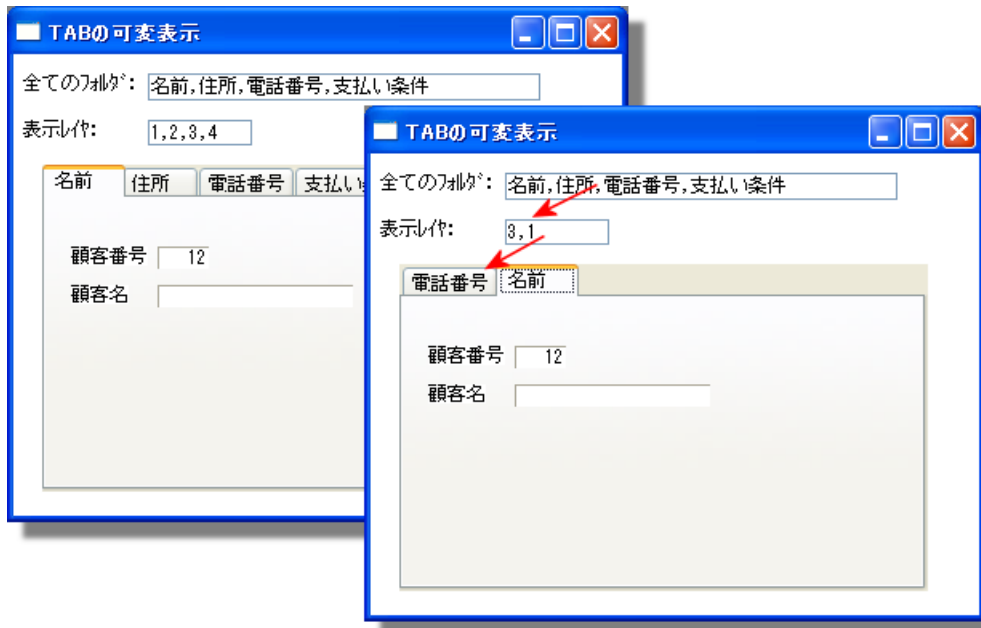 TABの可変表示
全てのﾌｫﾙﾀﾞ: 名前,住所,電話番号,支払い条件
表示ﾚｲﾔ: 1,2,3,4
名前 住所 電話番号 支払い
顧客番号 12
顧客名
TABの可変表示
全てのﾌｫﾙﾀﾞ: 名前,住所,電話番号,支払い条件
表示ﾚｲﾔ: 3,1
電話番号 名前
顧客番号 12
顧客名